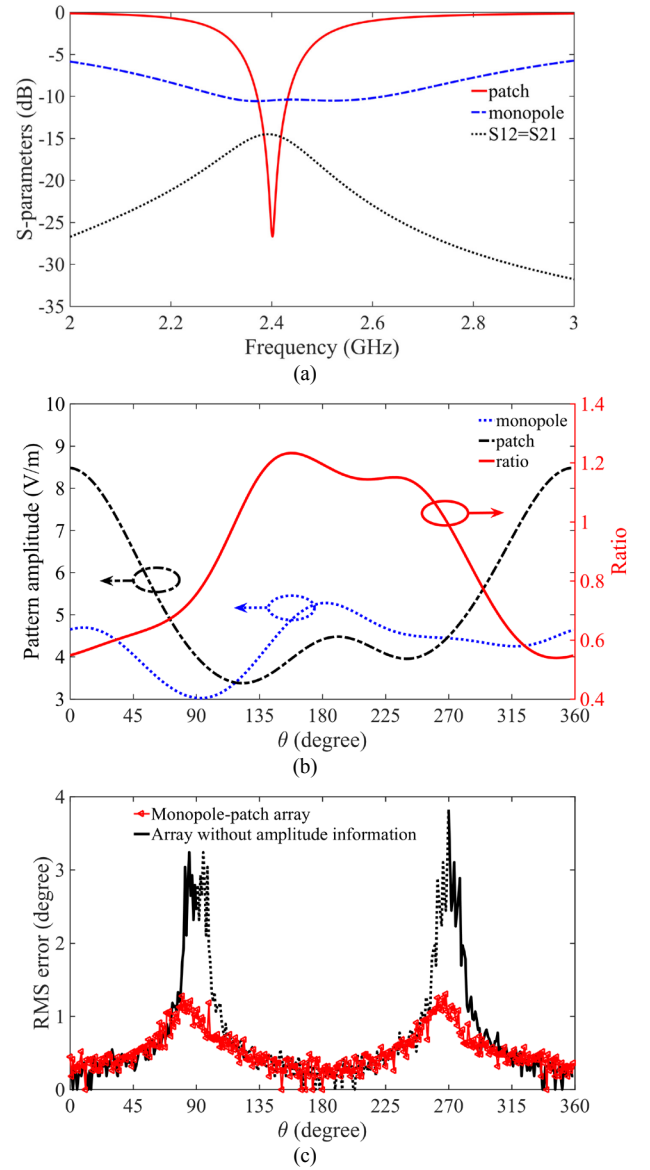 0
-5
-10
-15
-20
-25
-30
-35
S-parameters (dB)
patch
monopole
S12=S21
2 2.2 2.4 2.6 2.8 3
Frequency (GHz)
(a)
10
9
8
7
6
5
4
3
Pattern amplitude (V/m)
monopole
patch
ratio
1.4
1.2
1
0.8
0.6
0.4
Ratio
0 45 90 135 180 225 270 315 360
θ (degree)
(b)
4
3
2
1
0
RMS error (degree)
Monopole-patch array
Array without amplitude information
0 45 90 135 180 225 270 315 360
θ (degree)
(c)